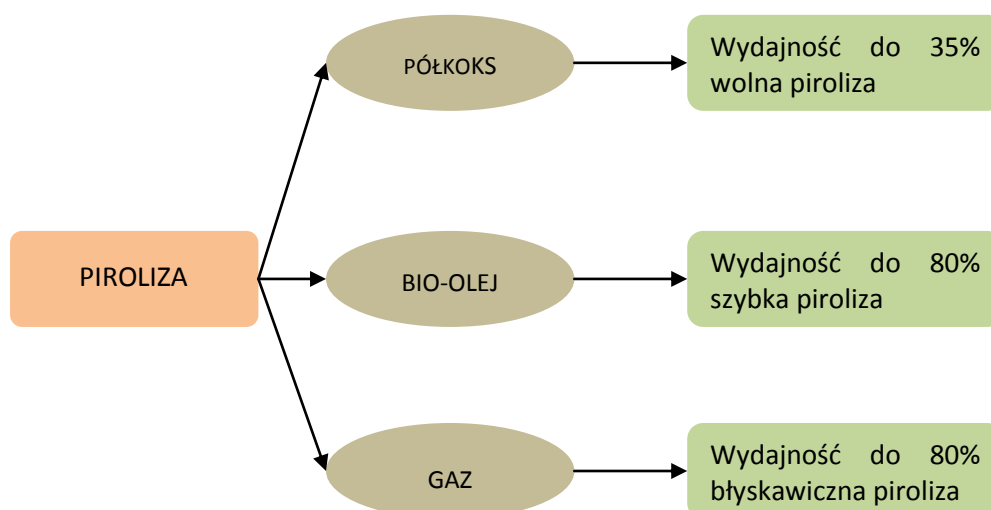 PÓŁKOKS
Wydajność do 35%
wolna piroliza
PIROLIZA
BIO-OLEJ
Wydajność do 80%
szybka piroliza
GAZ
Wydajność do 80%
błyskawiczna piroliza